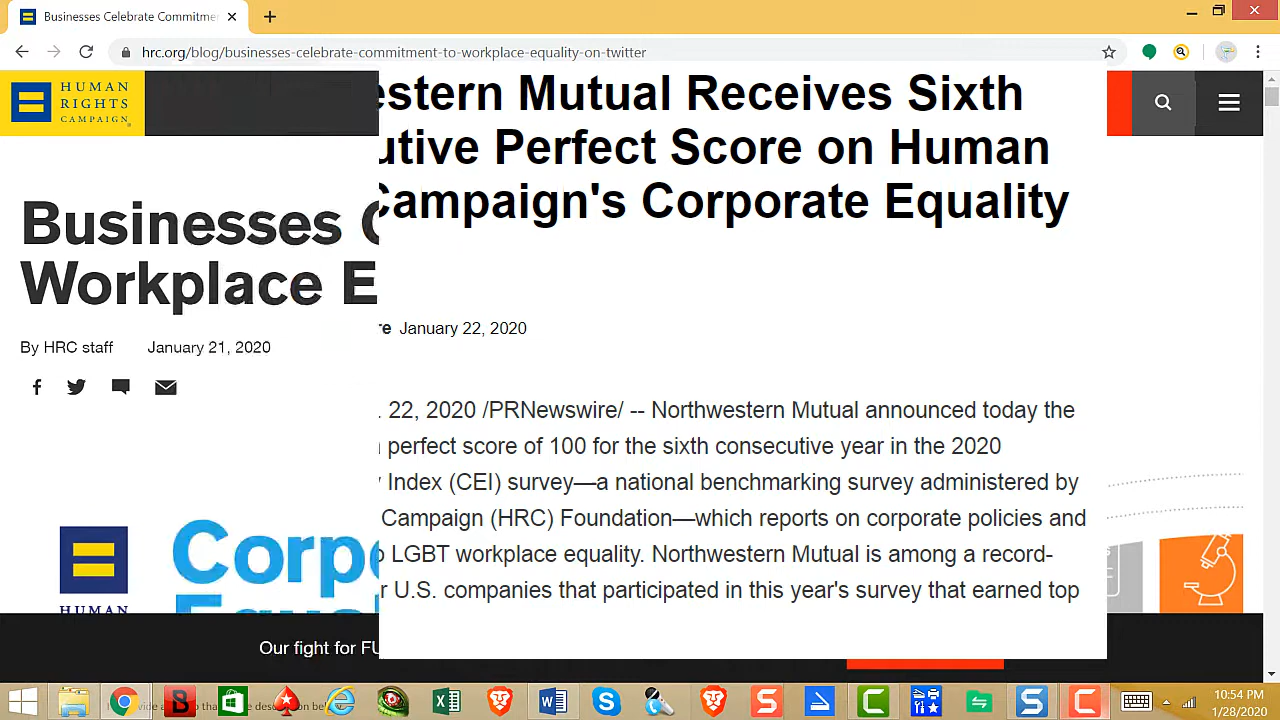 Businesses Celebrate Commitme
hrc.org/blog/businesses-celebrate-commitment-to-workplace-equality-on-twitter
HUMAN
RIGHTS
CAMPAIGN
estern Mutual Receives Sixth
utive Perfect Score on Human
Campaign's Corporate Equality
Businesses C
Workplace E
re January 22, 2020
By HRC staff January 21, 2020
. 22, 2020 /PRNewswire/ -- Northwestern Mutual announced today the
perfect score of 100 for the sixth consecutive year in the 2020
Index (CEI) survey—a national benchmarking survey administered by
Campaign (HRC) Foundation—which reports on corporate policies and
LGBT workplace equality. Northwestern Mutual is among a record-
r U.S. companies that participated in this year's survey that earned top
Corp
Equal
HUMAN
Our fight for FU
10:54 PM
1/28/2020